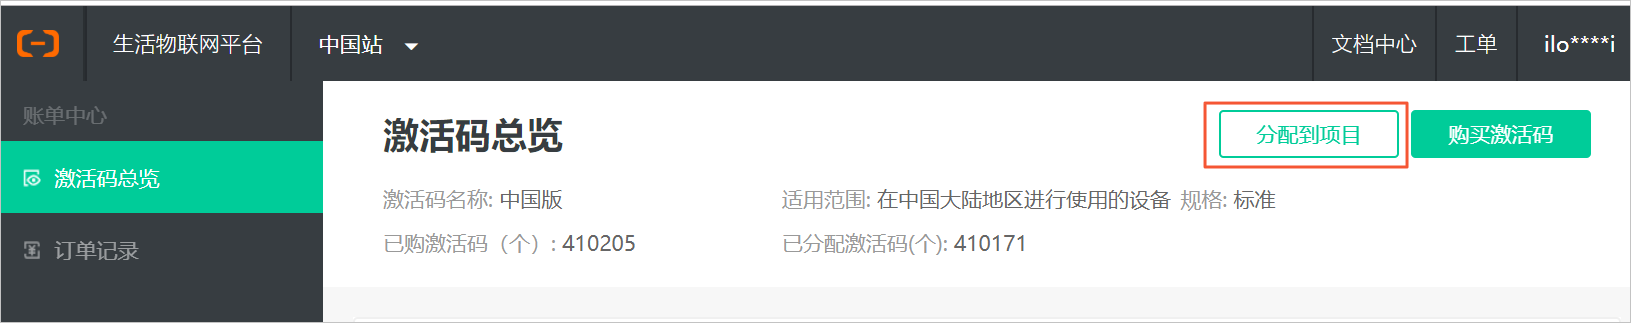 生活物联网平台 中国站 文档中心 工单 ilo****i
账单中心
激活码总览
订单记录
激活码总览 分配到项目 购买激活码
激活码名称: 中国版 适用范围: 在中国大陆地区进行使用的设备 规格: 标准
已购激活码（个）: 410205 已分配激活码(个): 410171